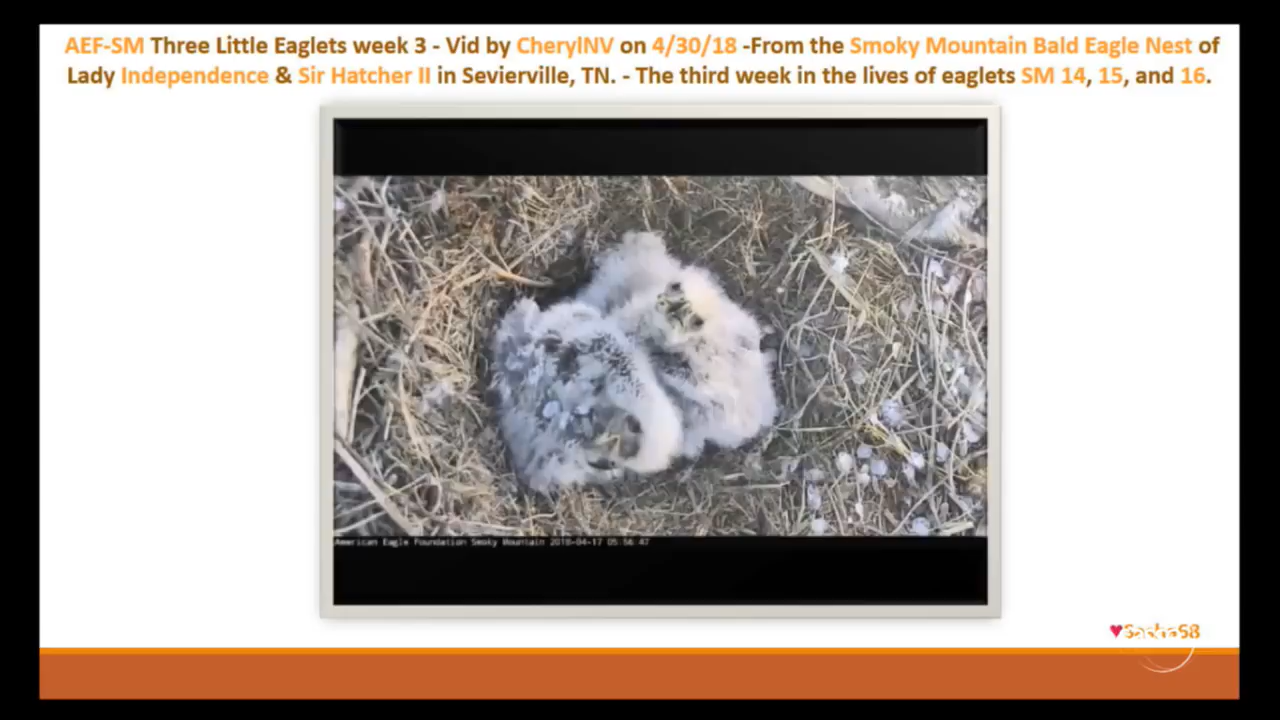 AEF-SM Three Little Eaglets week 3 - Vid by CherylNV on 4/30/18 -From the Smoky Mountain Bald Eagle Nest of
Lady Independence & Sir Hatcher II in Sevierville, TN. - The third week in the lives of eaglets SM 14, 15, and 16.
American Eagle Foundation Smoky Mountain 2018-04-17 05:56:47